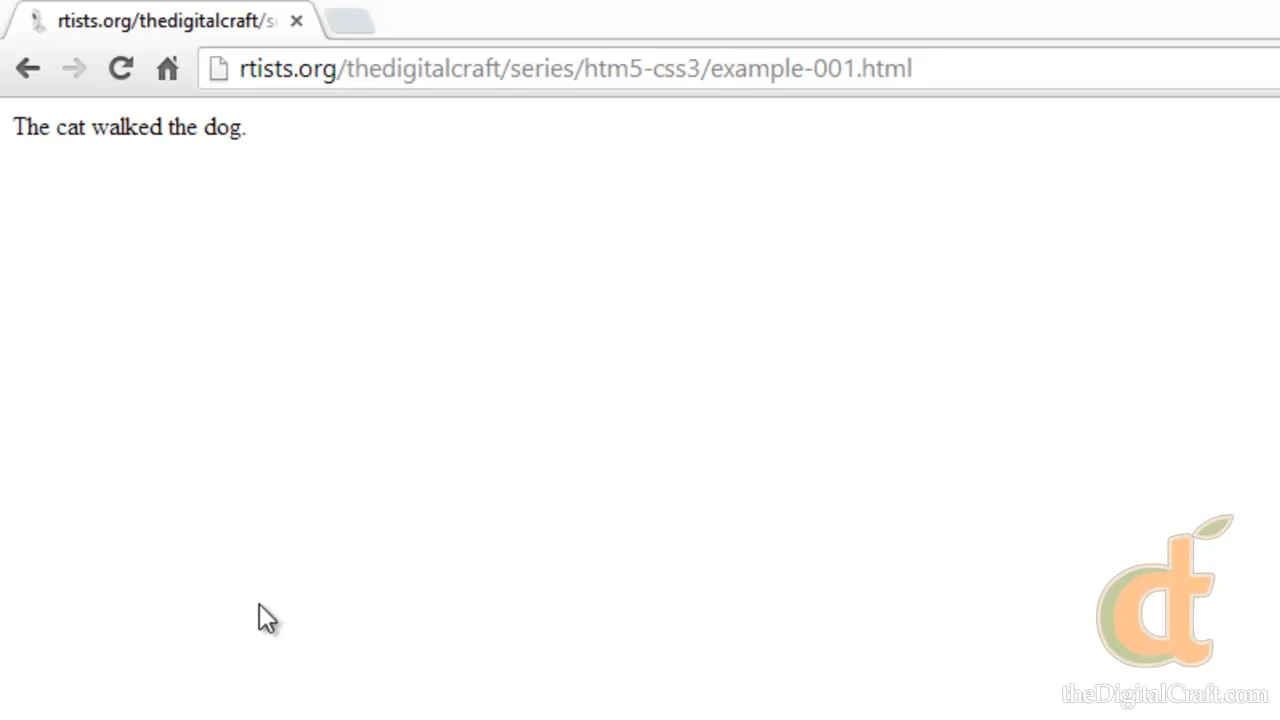 rtists.org/thedigitalcraft/s
rtists.org/thedigitalcraft/series/htm5-css3/example-001.html
The cat walked the dog.
dt
theDigitalCraft.com